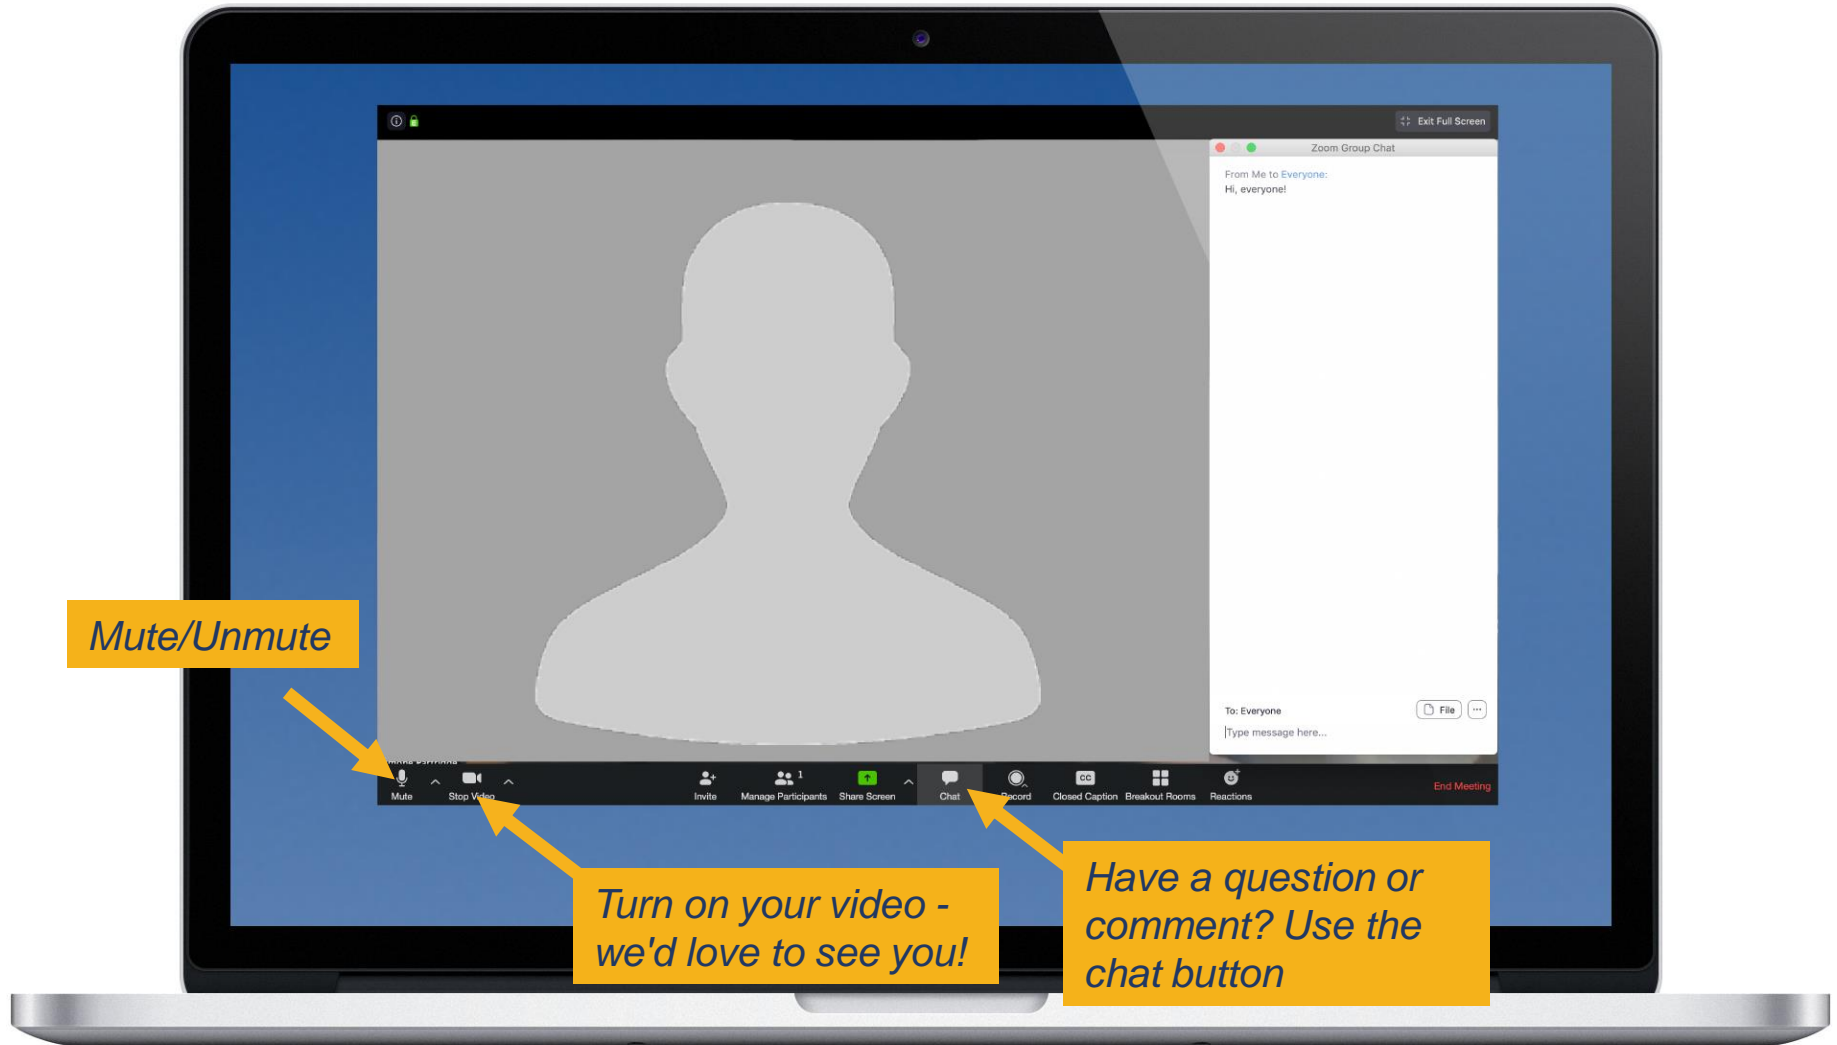 Exit Full Screen
Zoom Group Chat
From Me to Everyone:
Hi, everyone!
To: Everyone
File
Type message here...
Mute/Unmute
Mute
Stop Video
Invite
1
Manage Participants
Share Screen
Chat
Record
CC
Closed Caption
Breakout Rooms
Reactions
End Meeting
Turn on your video -
we'd love to see you!
Have a question or
comment? Use the
chat button